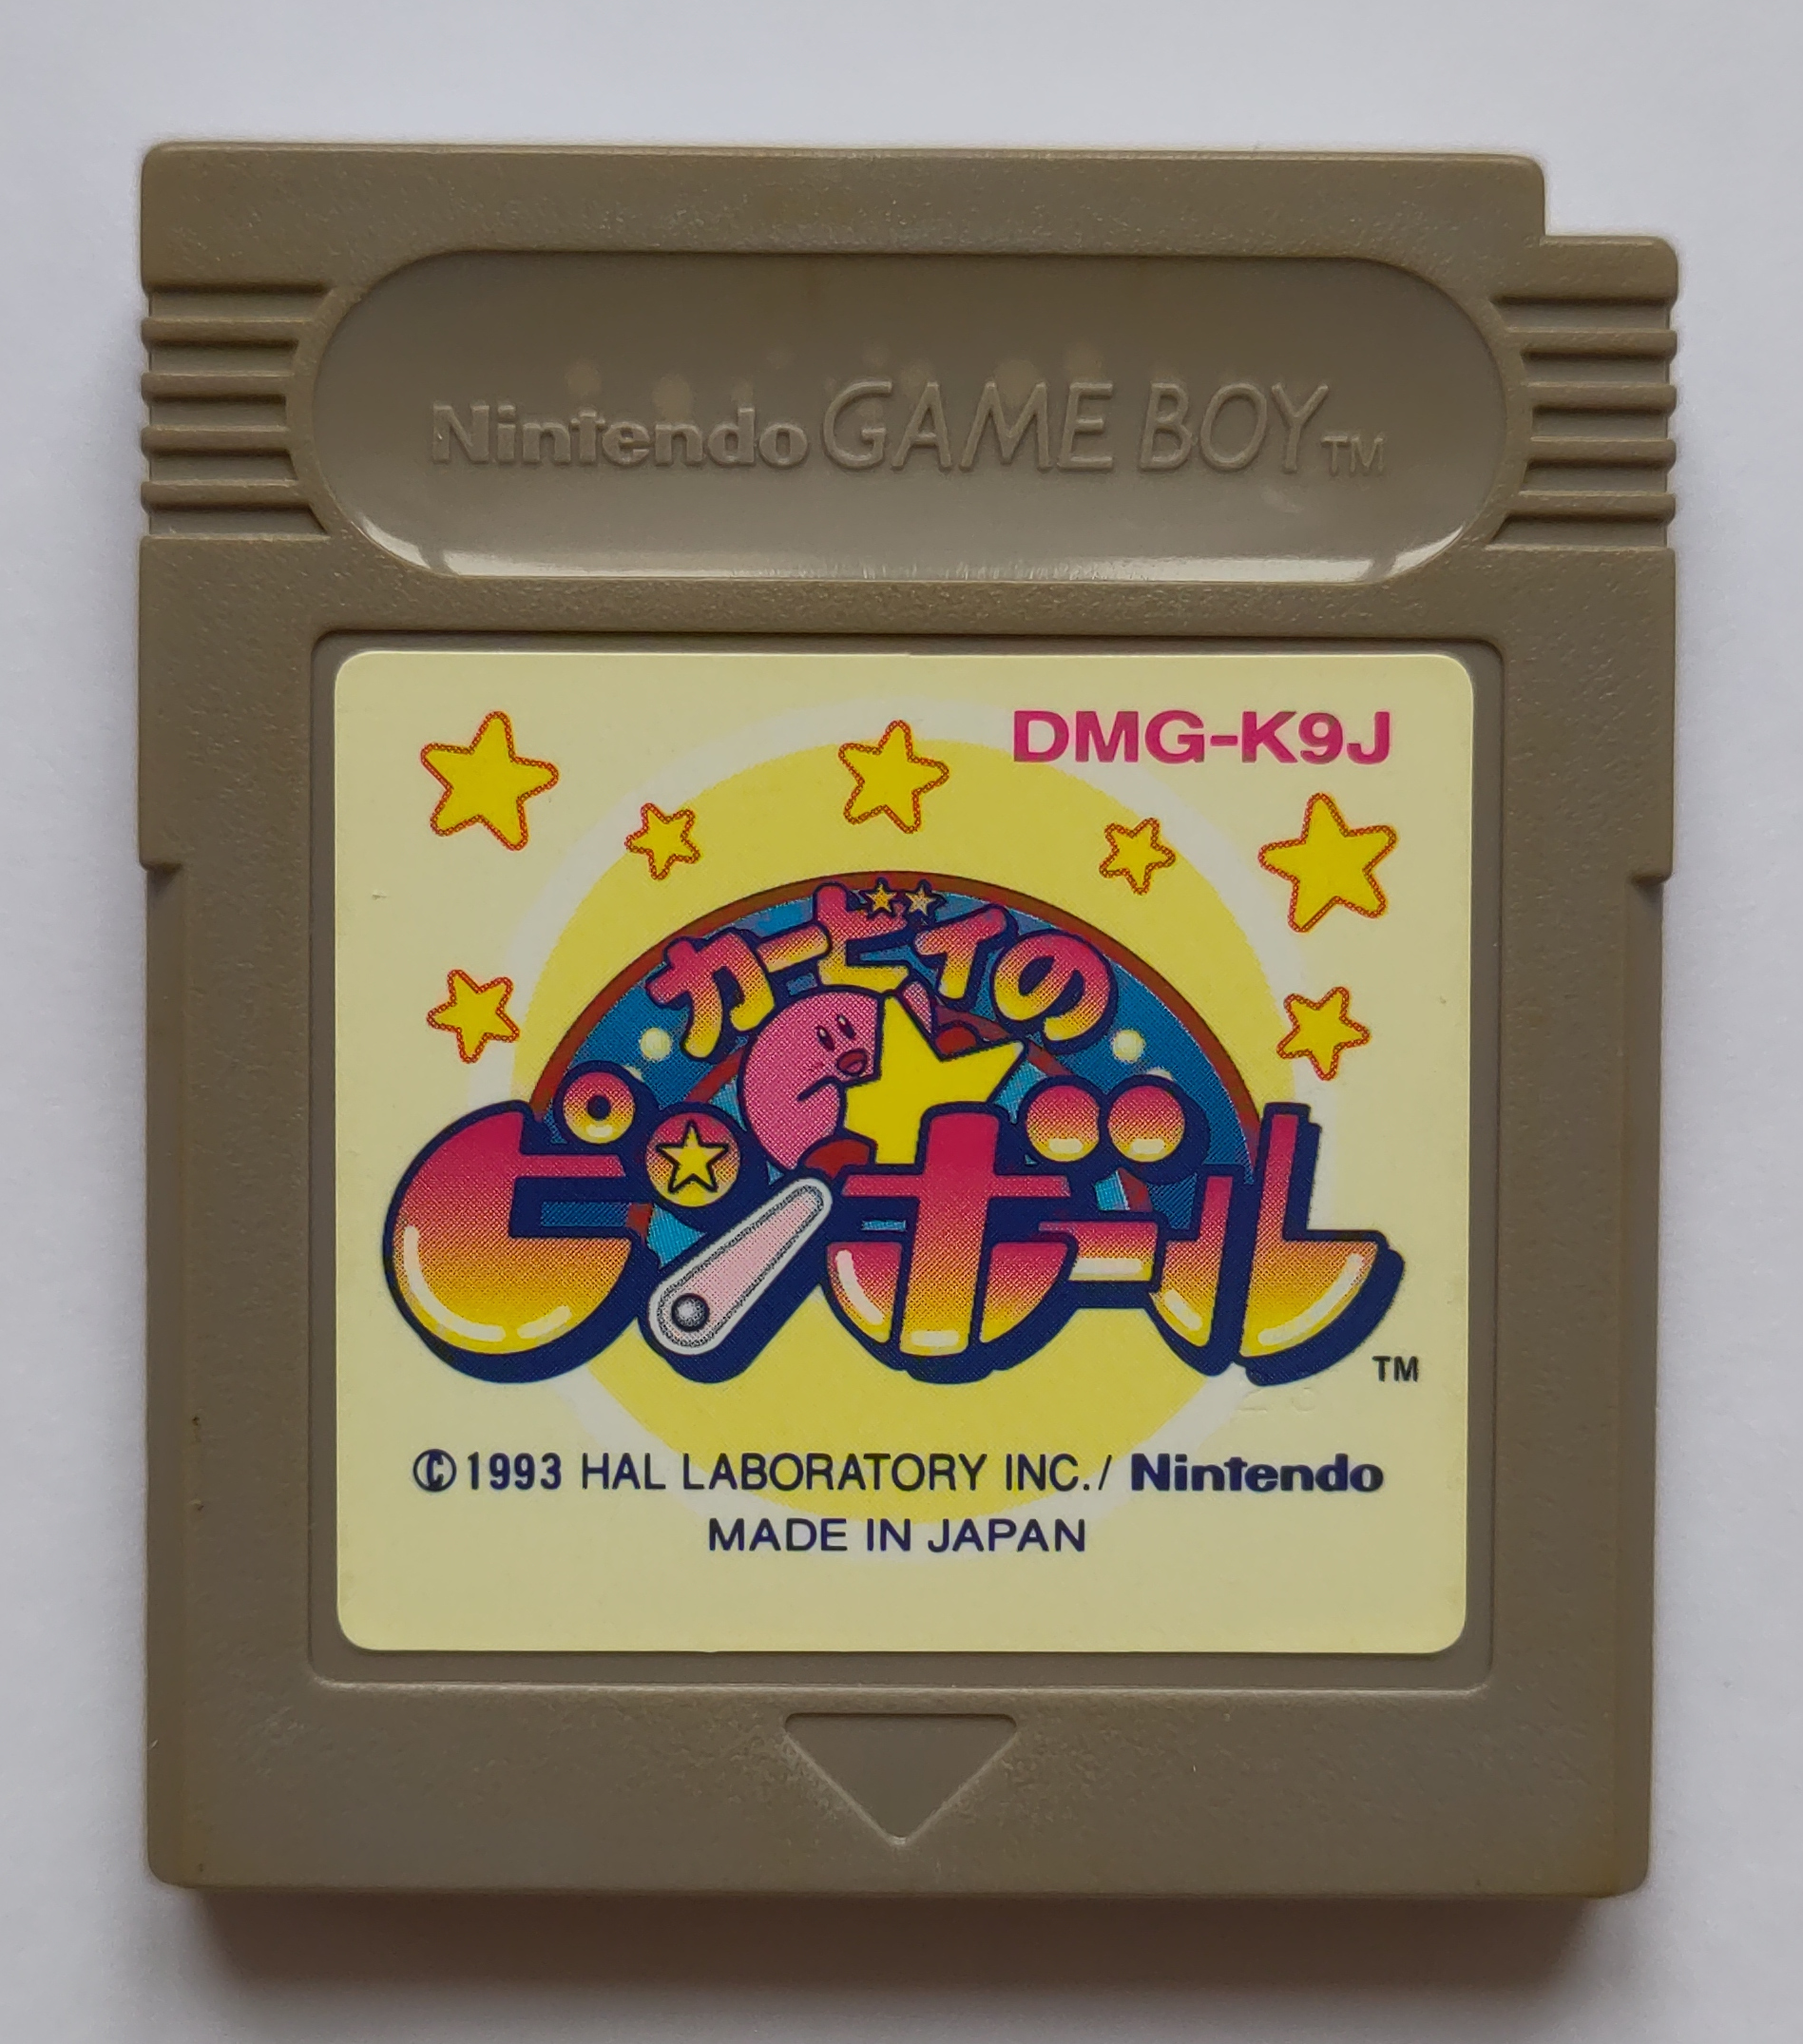 Nintendo GAME BOY TM
DMG-K9J
カービィの
ピンボール
TM
©1993 HAL LABORATORY INC./ Nintendo
MADE IN JAPAN